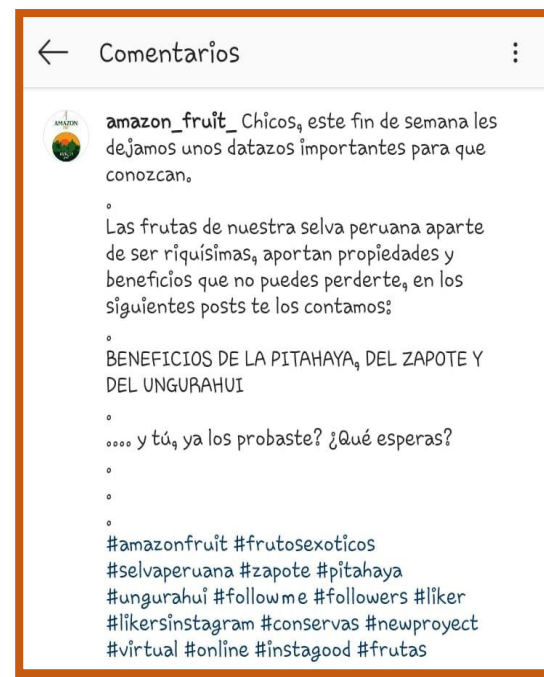 Comentarios
AMAZON
amazon_fruit_ Chicos, este fin de semana les
dejamos unos datazos importantes para que
conozcan.
.
Las frutas de nuestra selva peruana aparte
de ser riquísimas, aportan propiedades y
beneficios que no puedes perderte, en los
siguientes posts te los contamos:
.
BENEFICIOS DE LA PITAHAYA, DEL ZAPOTE Y
DEL UNGURAHUI
.
.... y tú, ya los probaste? ¿Qué esperas?
.
.
.
#amazonfruit #frutosexoticos
#selvaperuana #zapote #pitahaya
#ungurahui #followme #followers #liker
#likersinstagram #conservas #newproyect
#virtual #online #instagood #frutas